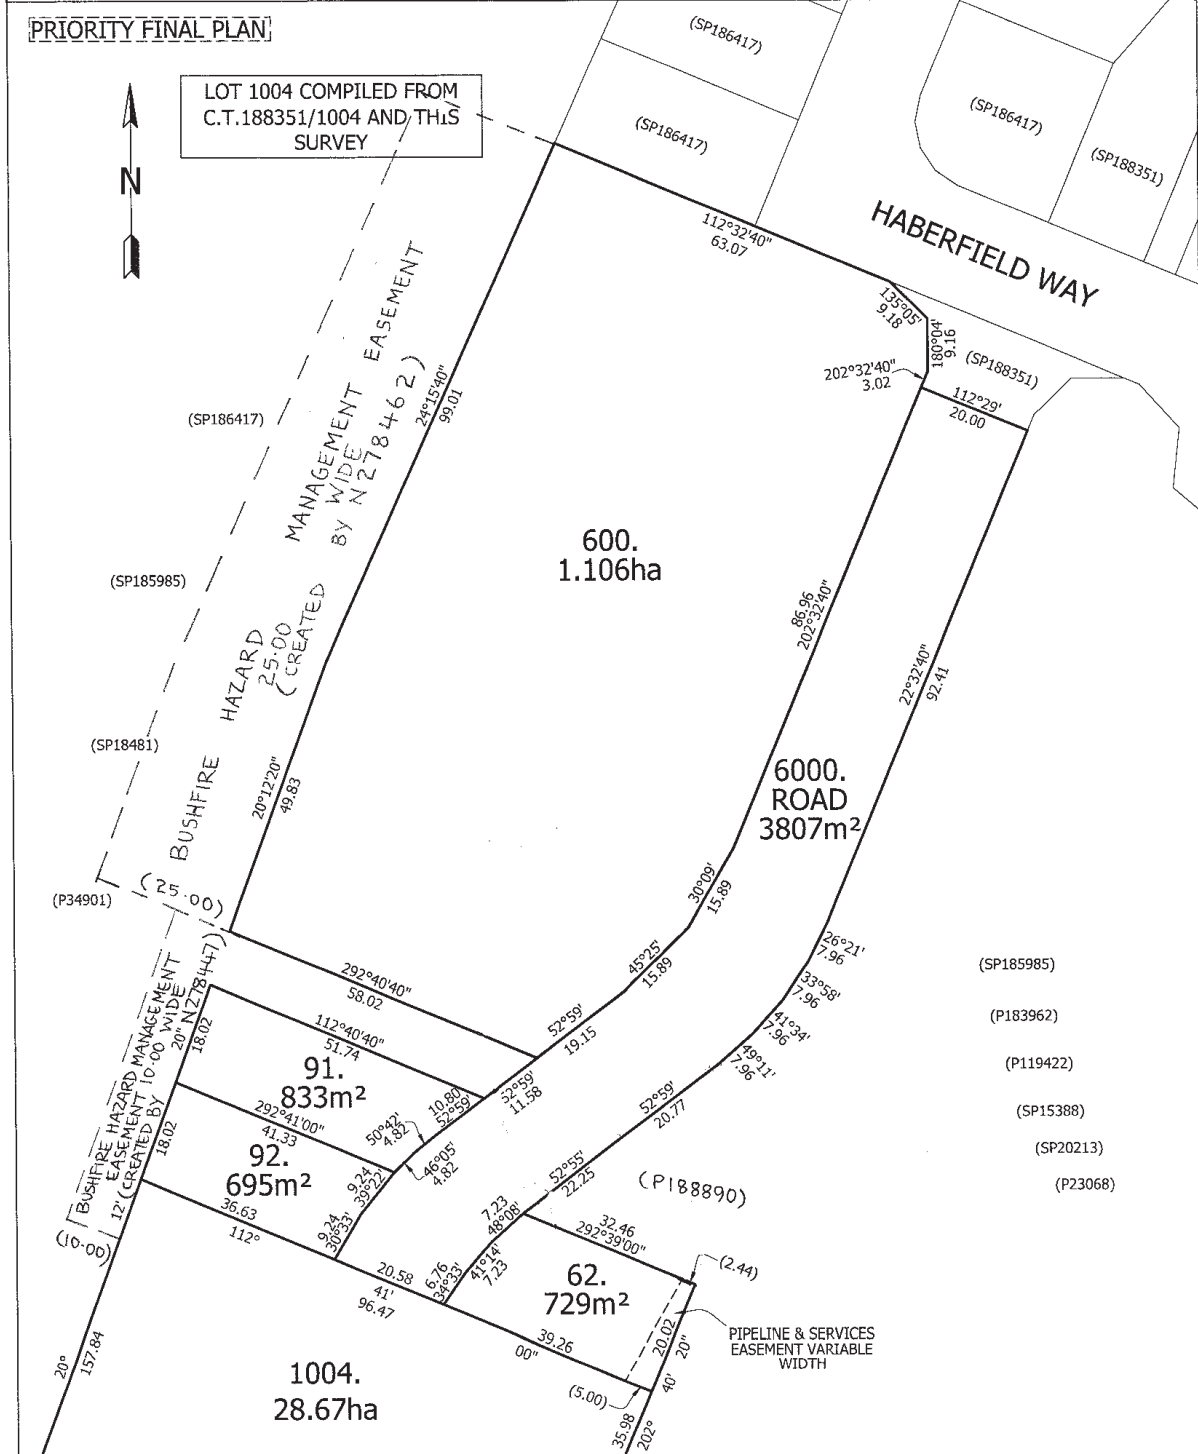 PRIORITY FINAL PLAN
LOT 1004 COMPILED FROM
C.T.188351/1004 AND THIS
SURVEY
N
(SP186417)
(SP186417)
(SP186417)
(SP188351)
HABERFIELD WAY
112°32'40"
63.07
135°05'
9.18
180°04'
9.16
(SP188351)
202°32'40"
3.02
112°29'
20.00
24°15'40"
99.01
(SP186417)
BUSHFIRE HAZARD MANAGEMENT EASEMENT
25.00 WIDE
(CREATED BY N278462)
(SP185985)
600.
1.106ha
86.96
202°32'40"
22°32'40"
92.41
(SP18481)
20°12'20"
49.83
6000.
ROAD
3807m²
(P34901)
(25.00)
30°09'
15.89
45°25'
15.89
26°21'
7.96
33°58'
7.96
41°34'
7.96
49°11'
7.96
(SP185985)
(P183962)
(P119422)
(SP15388)
(SP20213)
(P23068)
292°40'40"
58.02
52°59'
19.15
112°40'40"
51.74
52°59'
11.58
52°59'
20.77
BUSHFIRE HAZARD MANAGEMENT
EASEMENT 10.00 WIDE
(CREATED BY N278447)
20"
18.02
91.
833m²
10.80
52°59'
50°42'
4.82
46°05'
4.82
292°41'00"
41.33
18.02
12'
92.
695m²
9.24
39°22'
9.24
30°33'
52°55'
22.25
(P188890)
36.63
112°
(10.00)
7.23
48°08'
41°14'
7.23
6.76
34°33'
20.58
41'
96.47
32.46
292°39'00"
(2.44)
62.
729m²
20.02
20"
PIPELINE & SERVICES
EASEMENT VARIABLE
WIDTH
39.26
00"
(5.00)
40'
20°
157.84
1004.
28.67ha
35.98
202°